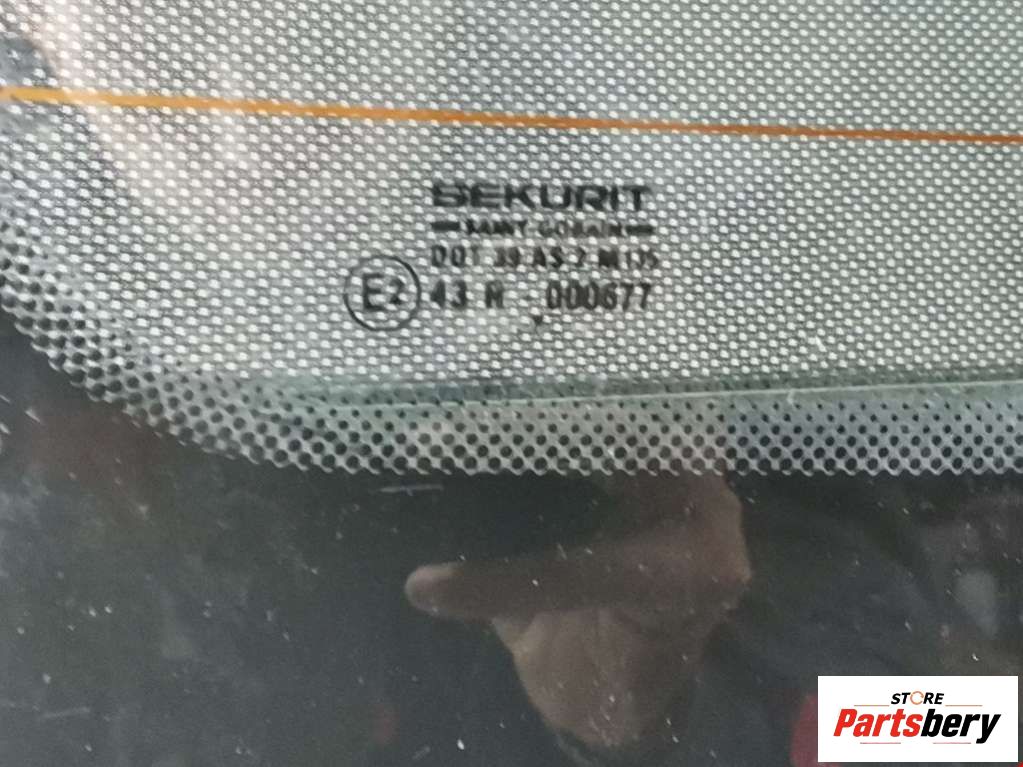 SEKURIT
SAINT-GOBAIN
DOT 39 AS 2 M135
E2
43 R - 000677
STORE
Partsbery